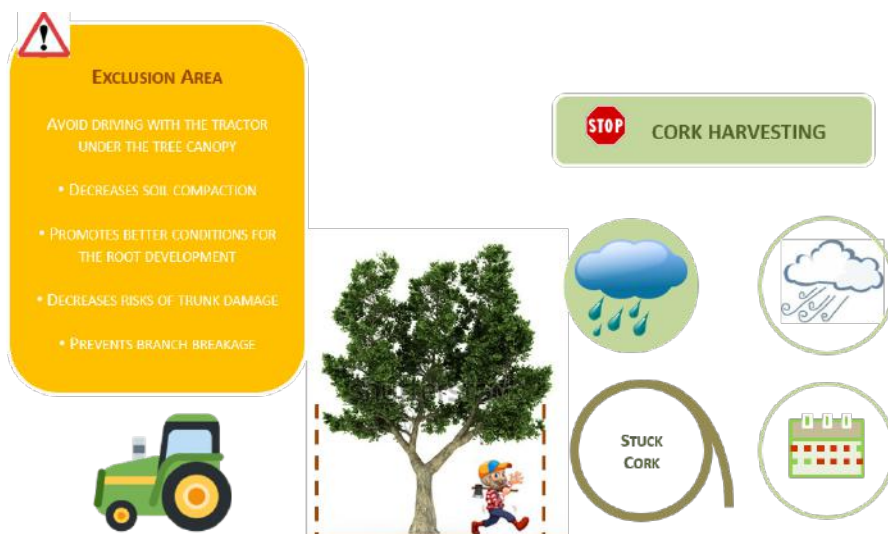 EXCLUSION AREA
AVOID DRIVING WITH THE TRACTOR
UNDER THE TREE CANOPY
• DECREASES SOIL COMPACTION
• PROMOTES BETTER CONDITIONS FOR
THE ROOT DEVELOPMENT
• DECREASES RISKS OF TRUNK DAMAGE
• PREVENTS BRANCH BREAKAGE
STOP CORK HARVESTING
STUCK
CORK